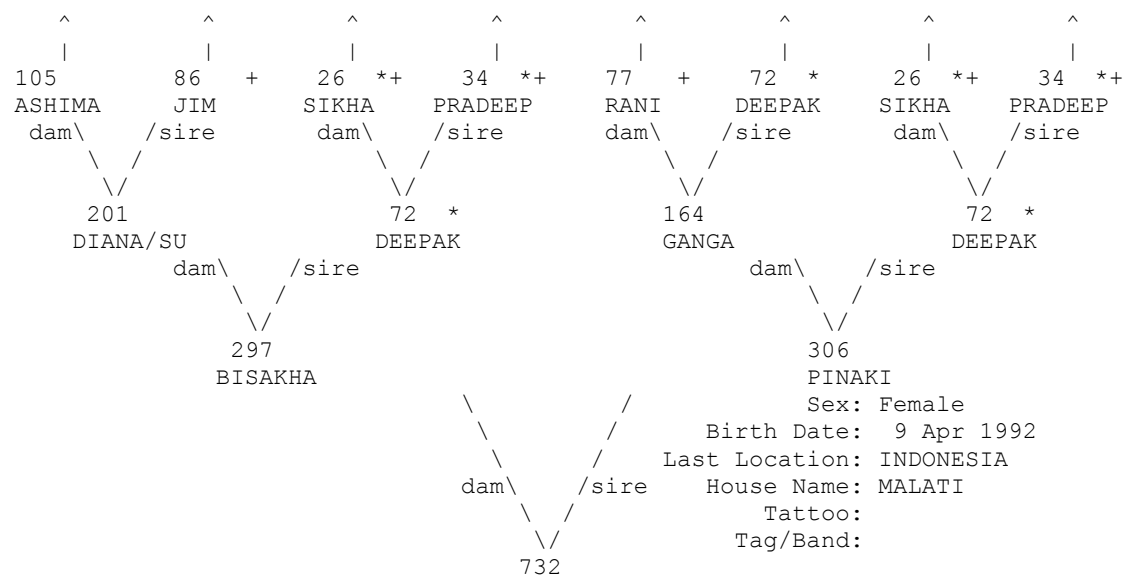 ^ ^ ^ ^ ^ ^ ^ ^
| | | | | | | |
105 86 + 26 *+ 34 *+ 77 + 72 * 26 *+ 34 *+
ASHIMA JIM SIKHA PRADEEP RANI DEEPAK SIKHA PRADEEP
dam\ /sire dam\ /sire dam\ /sire dam\ /sire
\ / \ / \ / \ /
\/ \/ \/ \/
201 72 * 164 72 *
DIANA/SU DEEPAK GANGA DEEPAK
dam\ /sire dam\ /sire
\ / \ /
\/ \/
297 306
BISAKHA PINAKI
\ / Sex: Female
\ / Birth Date: 9 Apr 1992
\ / Last Location: INDONESIA
dam\ /sire House Name: MALATI
\ / Tattoo:
\/ Tag/Band:
732